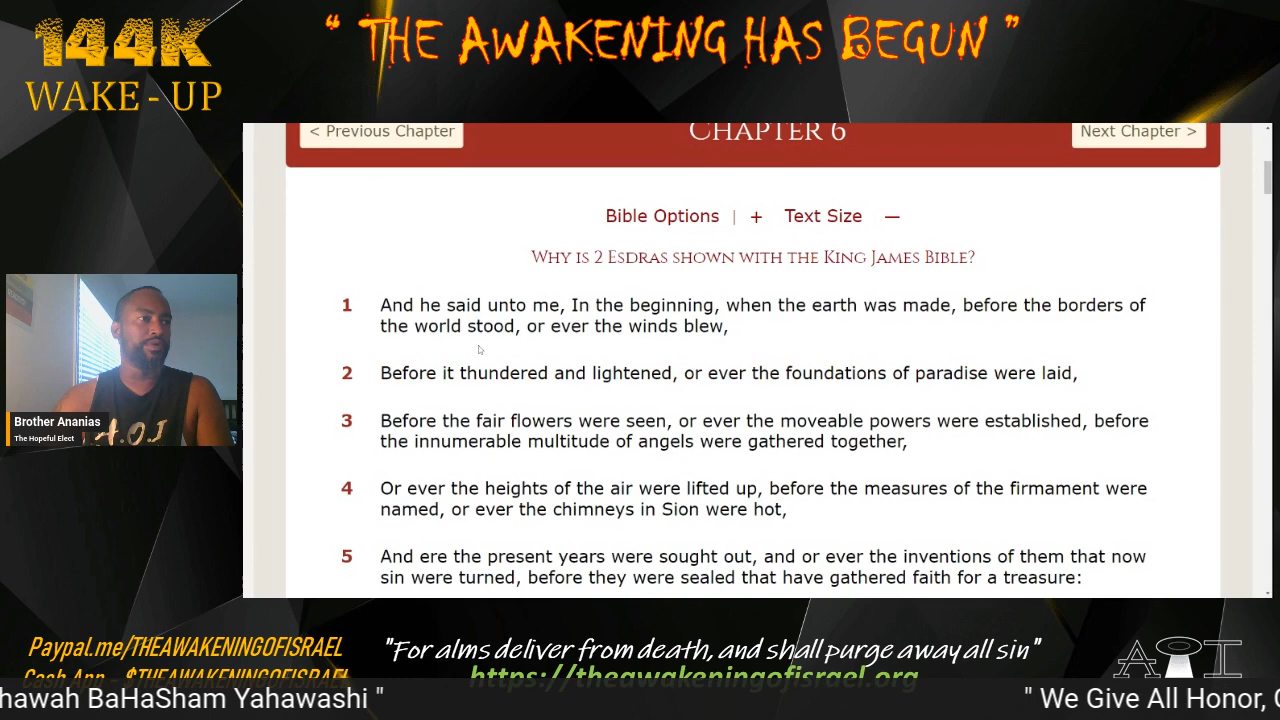 144K
WAKE-UP
“ THE AWAKENING HAS BEGUN ”
< Previous Chapter
CHAPTER 6
Next Chapter >
Bible Options | + Text Size —
WHY IS 2 ESDRAS SHOWN WITH THE KING JAMES BIBLE?
1 And he said unto me, In the beginning, when the earth was made, before the borders of
the world stood, or ever the winds blew,
2 Before it thundered and lightened, or ever the foundations of paradise were laid,
3 Before the fair flowers were seen, or ever the moveable powers were established, before
the innumerable multitude of angels were gathered together,
4 Or ever the heights of the air were lifted up, before the measures of the firmament were
named, or ever the chimneys in Sion were hot,
5 And ere the present years were sought out, and or ever the inventions of them that now
sin were turned, before they were sealed that have gathered faith for a treasure:
A.O.I
Brother Ananias
The Hopeful Elect
Paypal.me/THEAWAKENINGOFISRAEL
Cash App - $THEAWAKENINGOFISRAEL
"For alms deliver from death, and shall purge away all sin"
https://theawakeningofisrael.org
AOI
hawah BaHaSham Yahawashi "
" We Give All Honor,